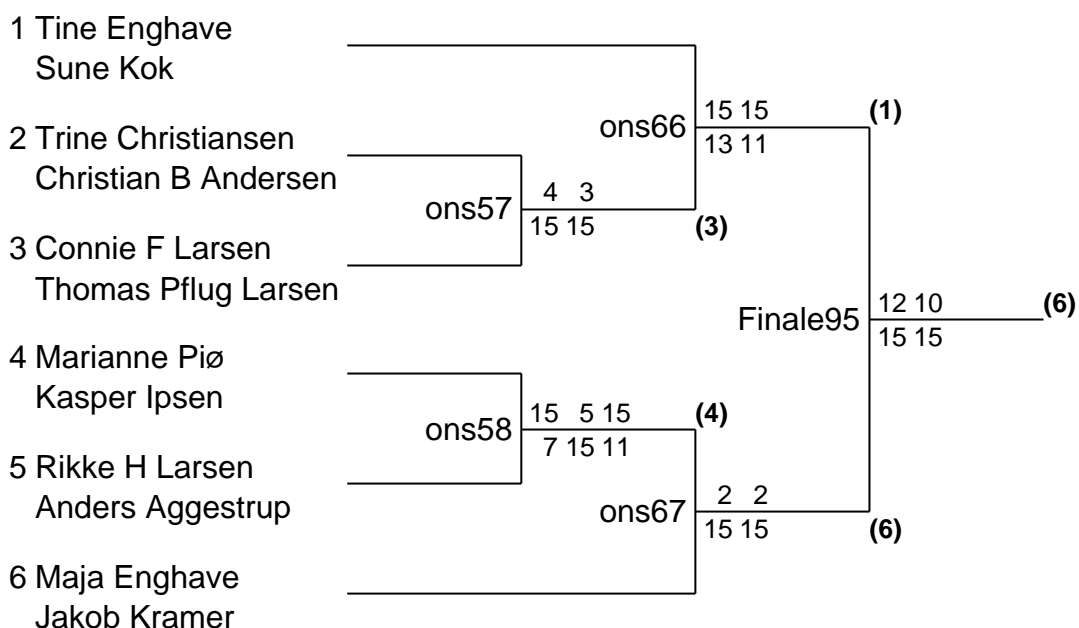 1 Tine Enghave
Sune Kok
15 15 (1)
ons66
13 11
2 Trine Christiansen
Christian B Andersen
4 3
ons57
15 15 (3)
3 Connie F Larsen
Thomas Pflug Larsen
12 10 (6)
Finale95
15 15
4 Marianne Piø
Kasper Ipsen
15 5 15 (4)
ons58
7 15 11
5 Rikke H Larsen
Anders Aggestrup
2 2
ons67
15 15 (6)
6 Maja Enghave
Jakob Kramer